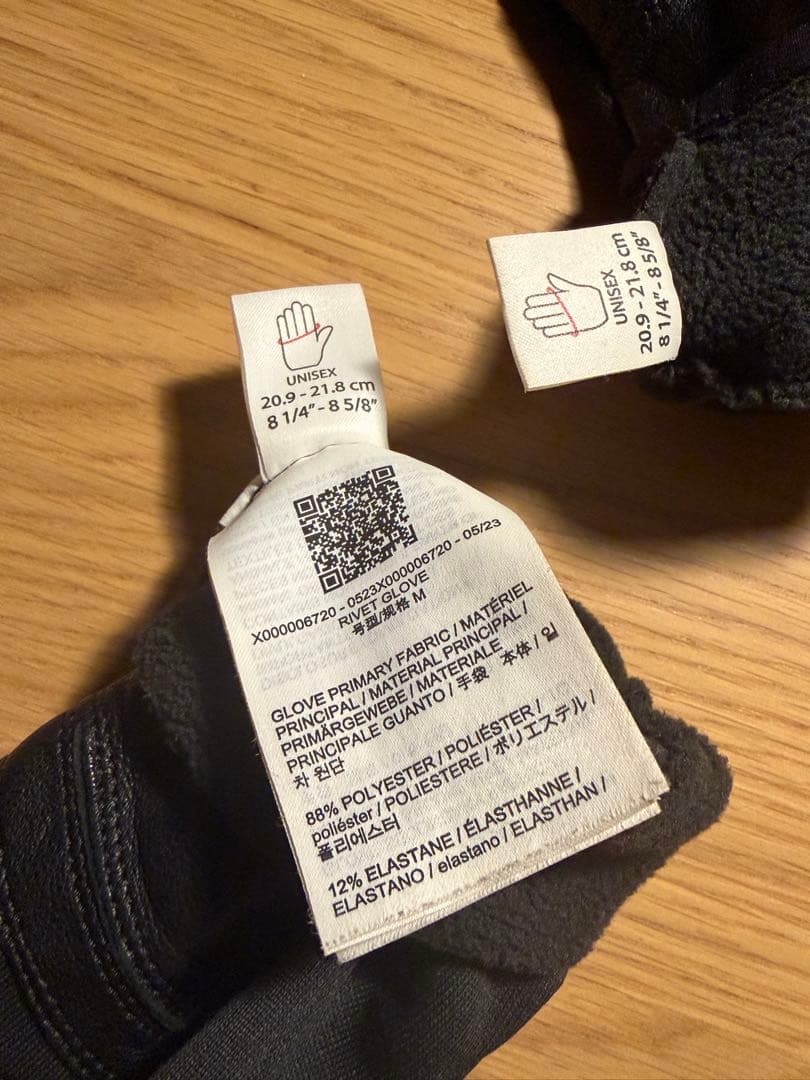 UNISEX
20.9 - 21.8 cm
8 1/4" - 8 5/8"
UNISEX
20.9 - 21.8 cm
8 1/4" - 8 5/8"
X000006720 - 0523X000006720 - 05/23
RIVET GLOVE
号型/规格 M
GLOVE PRIMARY FABRIC / MATÉRIEL
PRINCIPAL / MATERIAL PRINCIPAL /
PRIMÄRGEWEBE / MATERIALE
PRINCIPALE GUANTO / 手袋 本体 / 일
차 원단
88% POLYESTER / POLIÉSTER /
poliéster / POLIESTERE / ポリエステル /
폴리에스터
12% ELASTANE / ÉLASTHANNE /
ELASTANO / elastano / ELASTHAN /